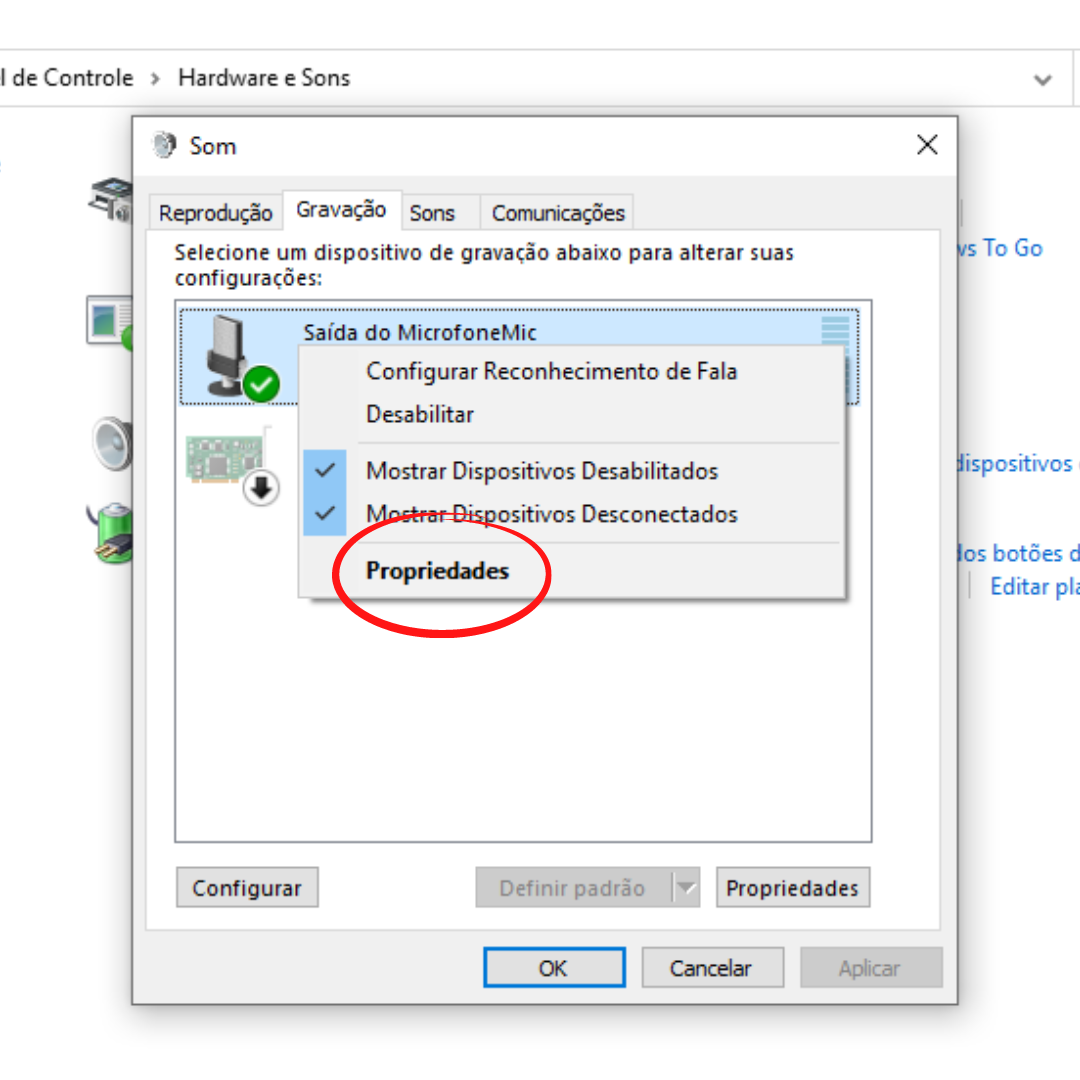 l de Controle > Hardware e Sons
Som
Reprodução Gravação Sons Comunicações
Selecione um dispositivo de gravação abaixo para alterar suas
configurações:
Saída do MicrofoneMic
Configurar Reconhecimento de Fala
Desabilitar
Mostrar Dispositivos Desabilitados
Mostrar Dispositivos Desconectados
Propriedades
Configurar Definir padrão Propriedades
OK Cancelar Aplicar
ws To Go
dispositivos
dos botões d
Editar pla